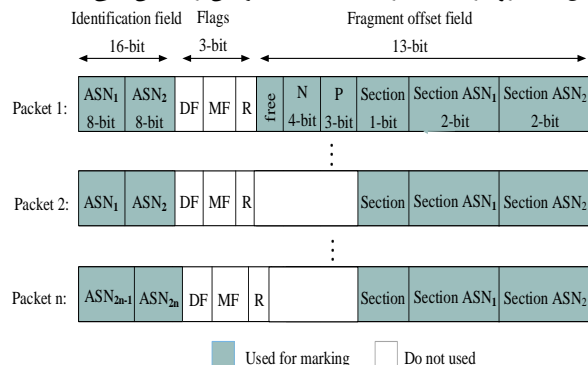 Identification field Flags Fragment offset field
16-bit 3-bit 13-bit
Packet 1: ASN1 8-bit ASN2 8-bit DF MF R free N 4-bit P 3-bit Section 1-bit Section ASN1 2-bit Section ASN2 2-bit
Packet 2: ASN1 ASN2 DF MF R Section Section ASN1 Section ASN2
Packet n: ASN2n-1 ASN2n DF MF R Section Section ASN1 Section ASN2
Used for marking Do not used